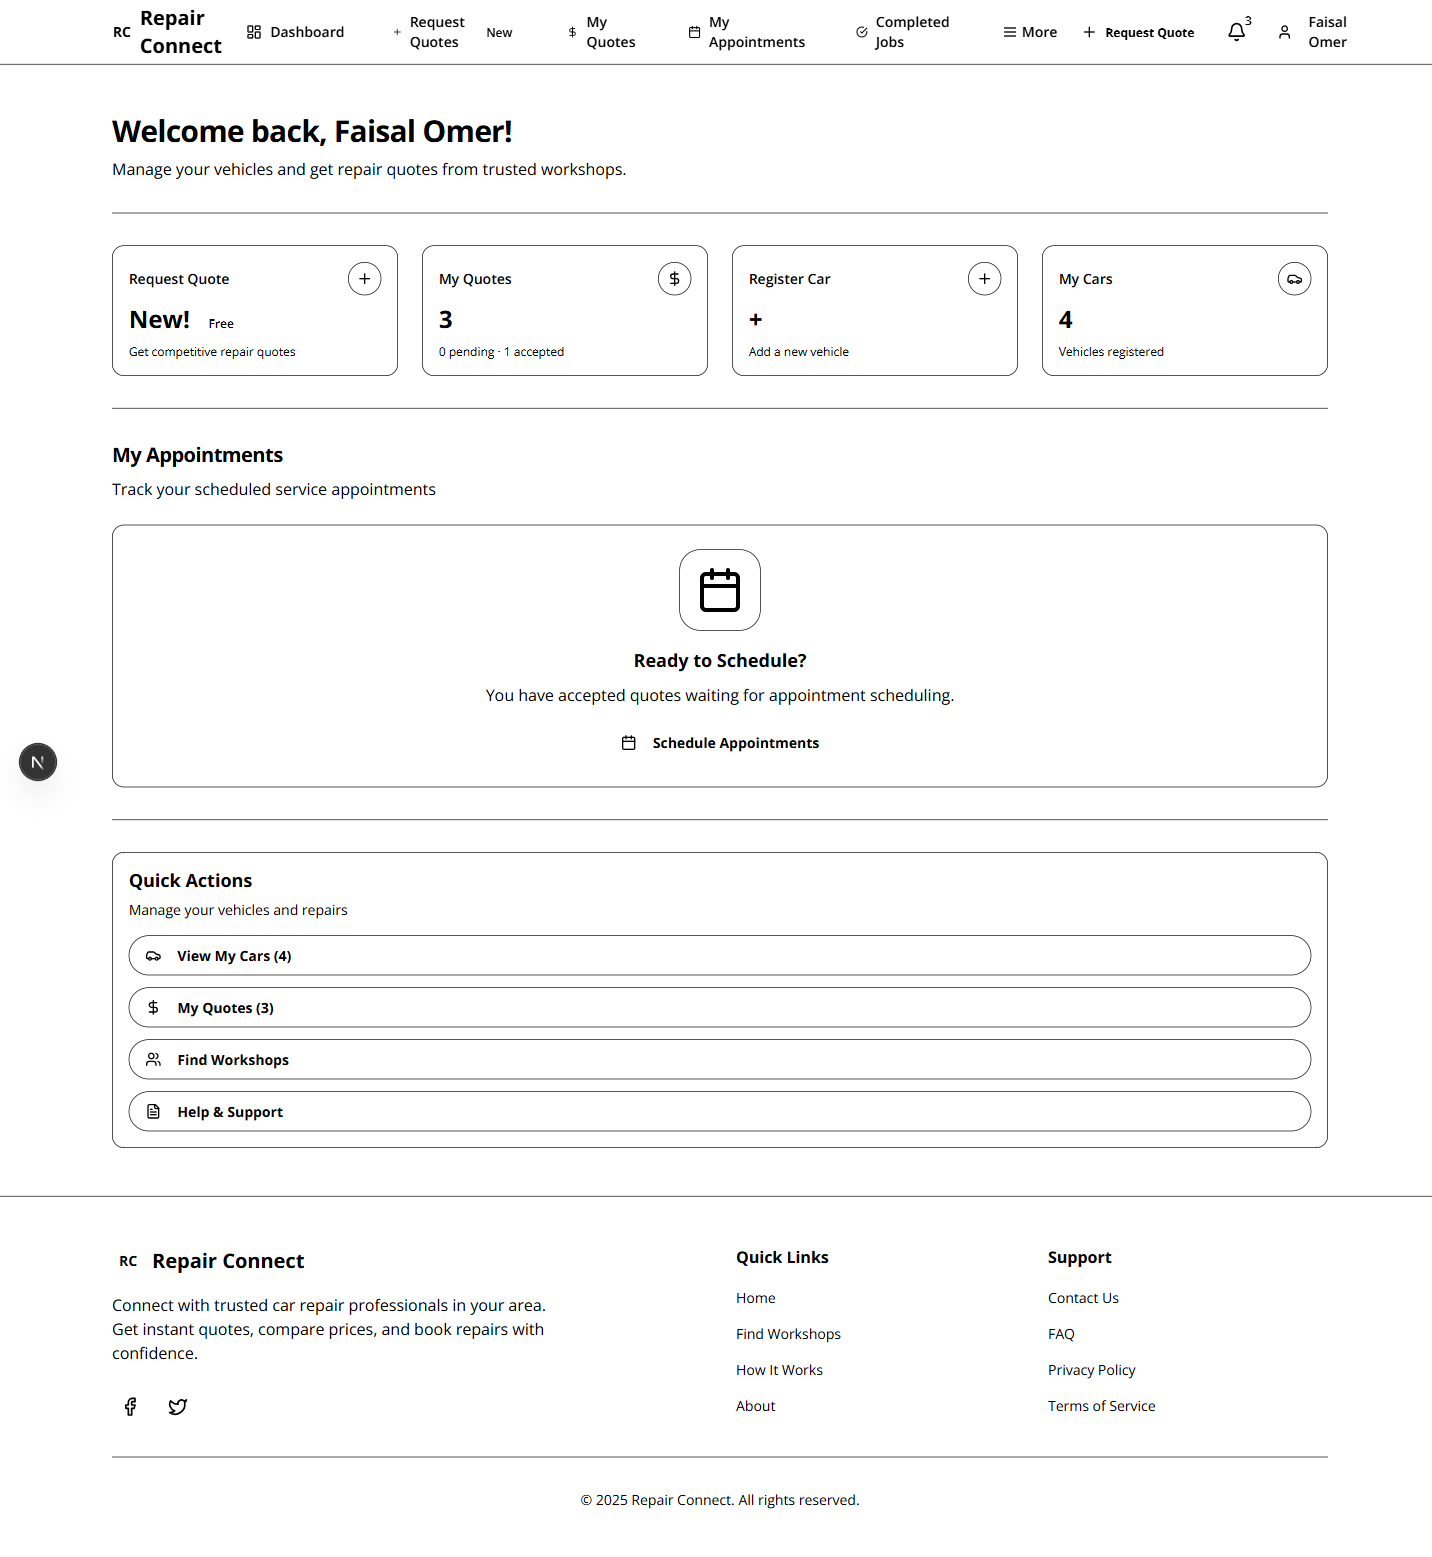 RC Repair Connect
Dashboard
Request Quotes New
My Quotes
My Appointments
Completed Jobs
More
Request Quote
3
Faisal Omer
Welcome back, Faisal Omer!
Manage your vehicles and get repair quotes from trusted workshops.
Request Quote
New! Free
Get competitive repair quotes
My Quotes
$
3
0 pending · 1 accepted
Register Car
+
Add a new vehicle
My Cars
4
Vehicles registered
My Appointments
Track your scheduled service appointments
Ready to Schedule?
You have accepted quotes waiting for appointment scheduling.
Schedule Appointments
N
Quick Actions
Manage your vehicles and repairs
View My Cars (4)
$ My Quotes (3)
Find Workshops
Help & Support
RC Repair Connect
Connect with trusted car repair professionals in your area.
Get instant quotes, compare prices, and book repairs with
confidence.
Quick Links
Home
Find Workshops
How It Works
About
Support
Contact Us
FAQ
Privacy Policy
Terms of Service
© 2025 Repair Connect. All rights reserved.